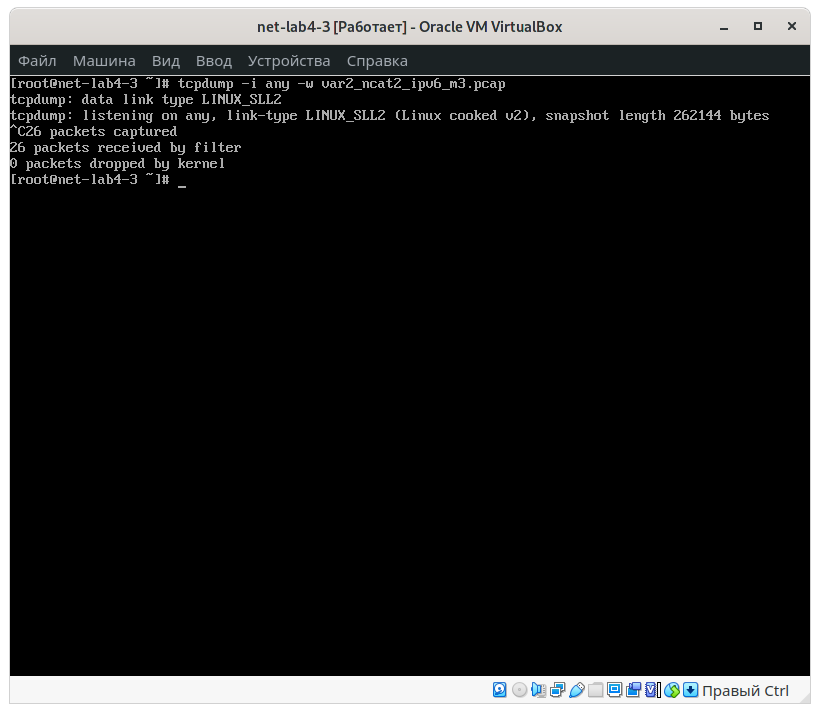 net-lab4-3 [Работает] - Oracle VM VirtualBox
Файл Машина Вид Ввод Устройства Справка
[root@net-lab4-3 ~]# tcpdump -i any -w var2_ncat2_ipv6_m3.pcap
tcpdump: data link type LINUX_SLL2
tcpdump: listening on any, link-type LINUX_SLL2 (Linux cooked v2), snapshot length 262144 bytes
^C26 packets captured
26 packets received by filter
0 packets dropped by kernel
[root@net-lab4-3 ~]# _
Правый Ctrl